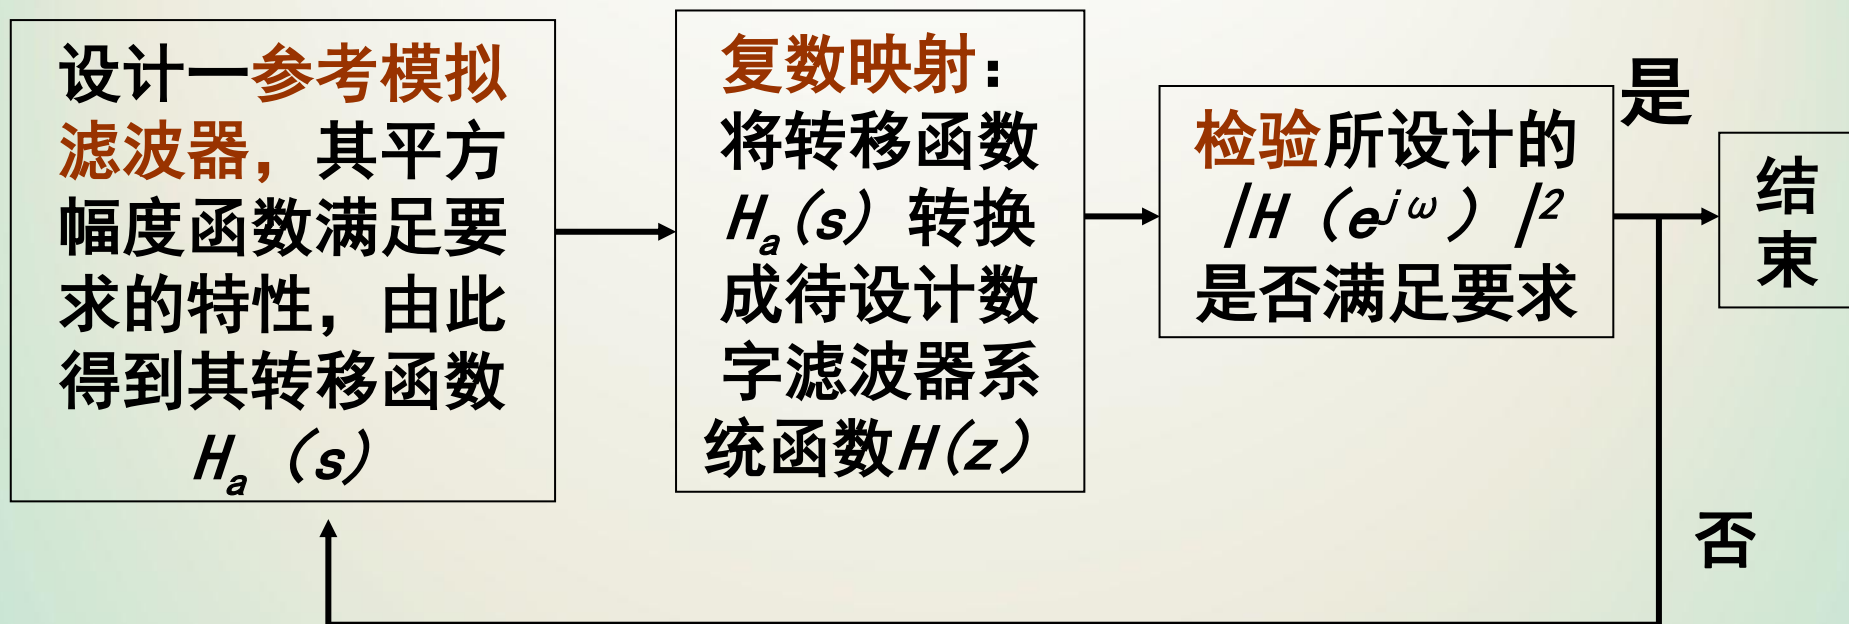 设计一参考模拟
滤波器，其平方
幅度函数满足要
求的特性，由此
得到其转移函数
Hₐ（s）
复数映射：
将转移函数
Hₐ（s）转换
成待设计数
字滤波器系
统函数H(z）
检验所设计的
|H（e^{jω}）|²
是否满足要求
是
结
束
否